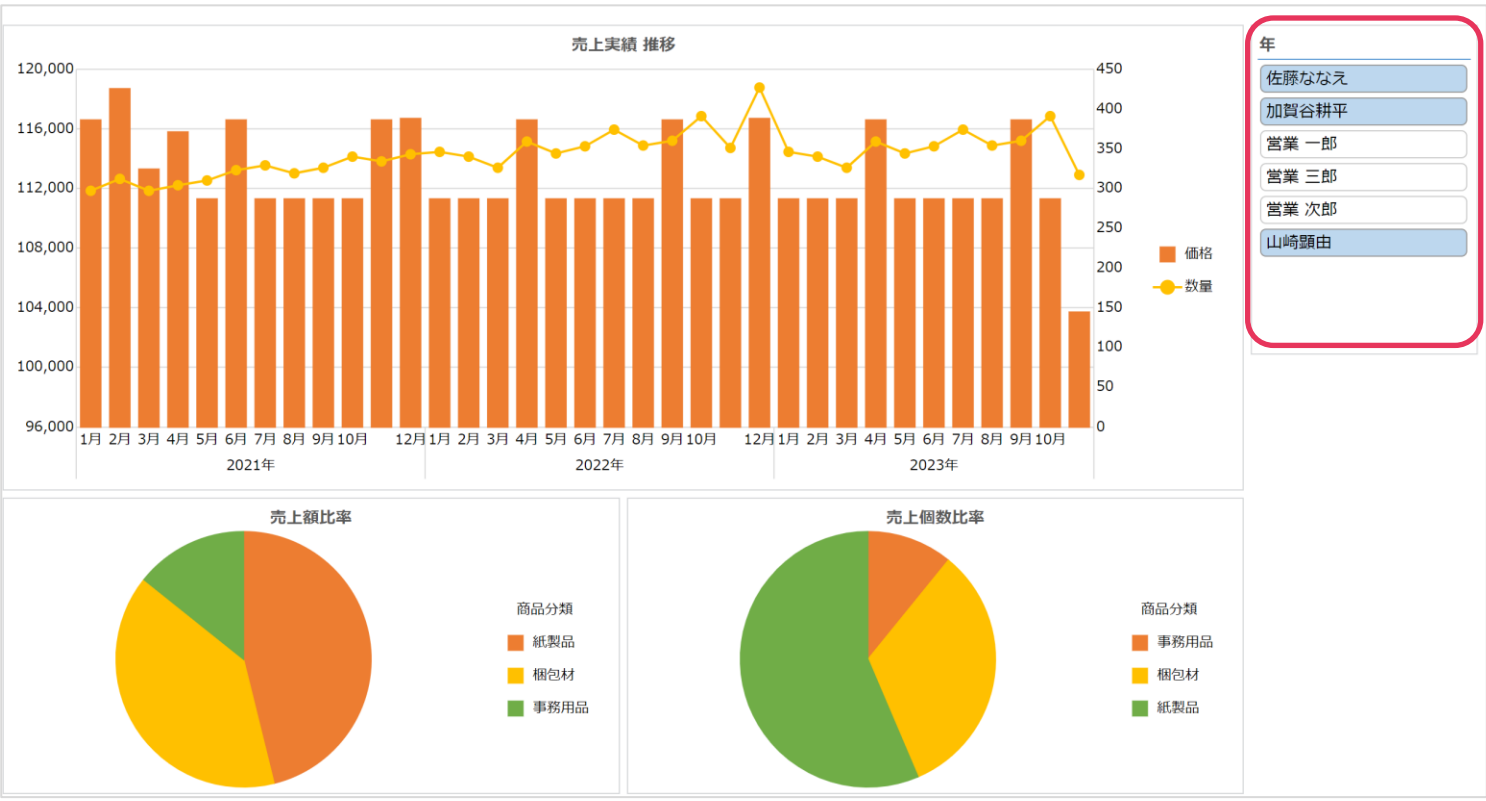 売上実績 推移
120,000
116,000
112,000
108,000
104,000
100,000
96,000
450
400
350
300
250
200
150
100
50
0
1月 2月 3月 4月 5月 6月 7月 8月 9月 10月 12月 1月 2月 3月 4月 5月 6月 7月 8月 9月 10月 12月 1月 2月 3月 4月 5月 6月 7月 8月 9月 10月
2021年 2022年 2023年
価格
数量
年
佐藤ななえ
加賀谷耕平
営業 一郎
営業 三郎
営業 次郎
山崎顕由
売上額比率
商品分類
紙製品
梱包材
事務用品
売上個数比率
商品分類
事務用品
梱包材
紙製品